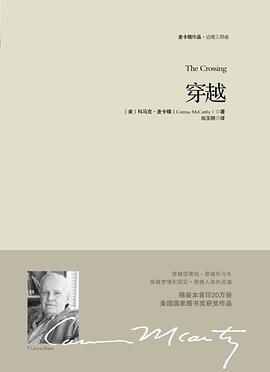 麦卡锡作品·边境三部曲
The Crossing
穿越
(美) 科马克·麦卡锡 (Cormac McCarthy) ◎著
尚玉明◎译
穿越国境线·穿越到与生
穿越梦境和现实·穿越人类的灵魂
精装本首印20万册
美国国家图书奖获奖作品
Cormac McCarthy
© Laura Ware